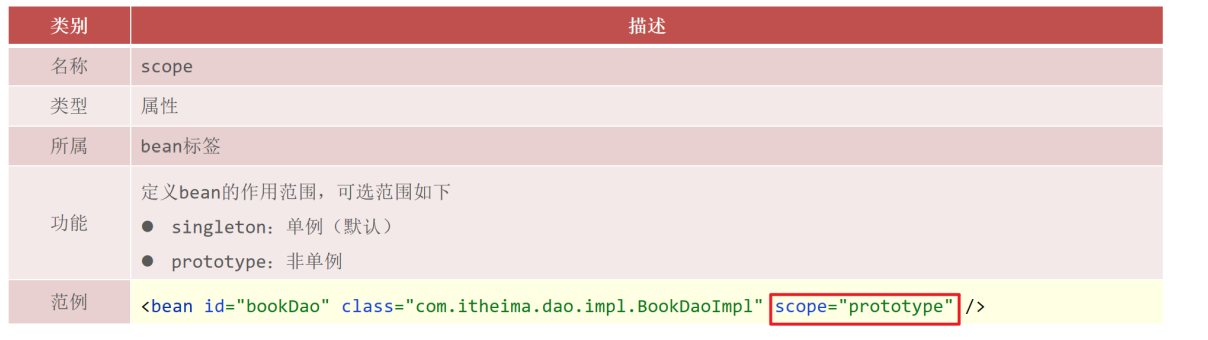 类别 描述
名称 scope
类型 属性
所属 bean标签
功能 定义bean的作用范围，可选范围如下
● singleton：单例（默认）
● prototype：非单例
范例 <bean id="bookDao" class="com.itheima.dao.impl.BookDaoImpl" scope="prototype" />